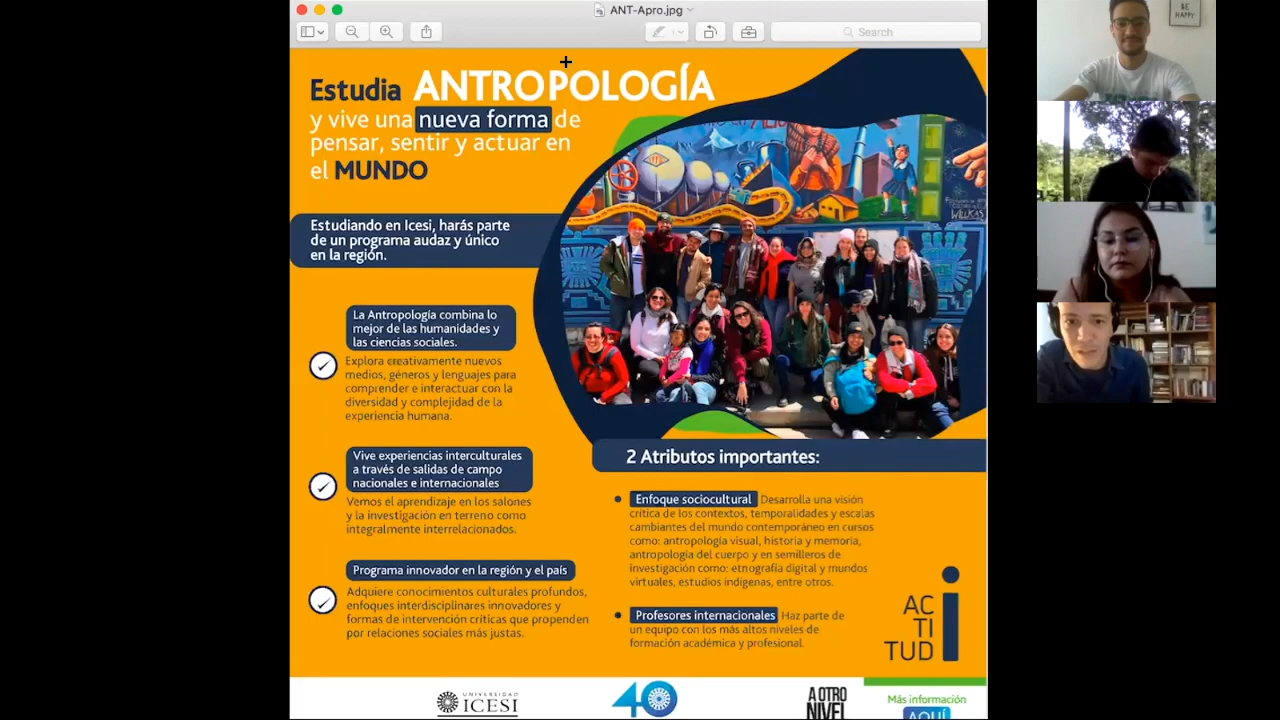 ANT-Apro.jpg
Search
BE
HAPPY
Estudia ANTROPOLOGÍA
y vive una nueva forma de
pensar, sentir y actuar en
el MUNDO
Estudiando en Icesi, harás parte
de un programa audaz y único
en la región.
La Antropología combina lo
mejor de las humanidades y
las ciencias sociales.
Explora creativamente nuevos
medios, géneros y lenguajes para
comprender e interactuar con la
diversidad y complejidad de la
experiencia humana.
Vive experiencias interculturales
a través de salidas de campo
nacionales e internacionales
Vemos el aprendizaje en los salones
y la investigación en terreno como
integralmente interrelacionados.
Programa innovador en la región y el país
Adquiere conocimientos culturales profundos,
enfoques interdisciplinares innovadores y
formas de intervención críticas que propenden
por relaciones sociales más justas.
2 Atributos importantes:
Enfoque sociocultural Desarrolla una visión
crítica de los contextos, temporalidades y escalas
cambiantes del mundo contemporáneo en cursos
como: antropología visual, historia y memoria,
antropología del cuerpo y en semilleros de
investigación como: etnografía digital y mundos
virtuales, estudios indígenas, entre otros.
Profesores internacionales Haz parte de
un equipo con los más altos niveles de
formación académica y profesional.
AC
TI
TUD
i
UNIVERSIDAD
ICESI
40
A OTRO
NIVEL
Más información
AQUÍ